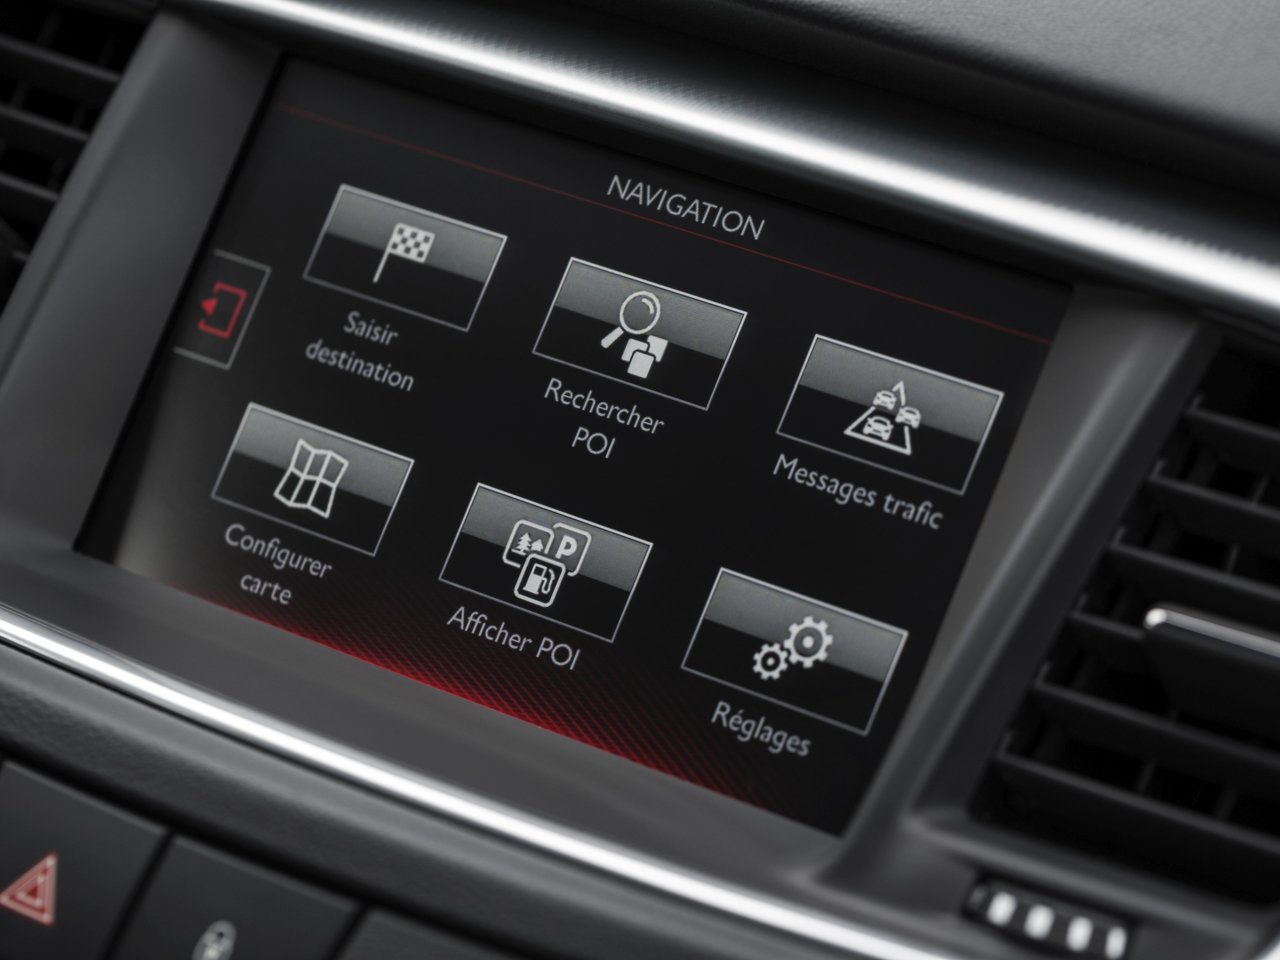 NAVIGATION
Saisir
destination
Rechercher
POI
Messages trafic
Configurer
carte
P
Afficher POI
Réglages